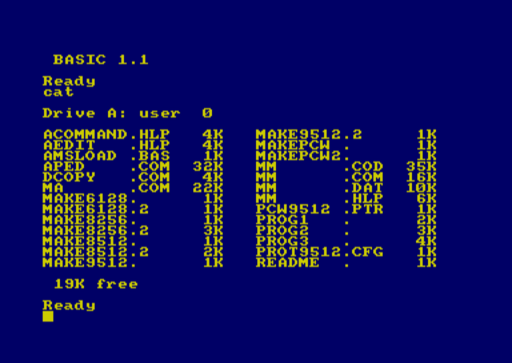 BASIC 1.1
Ready
cat
Drive A: user  0
ACOMMAND.HLP   4K   MAKE9512.2     1K
AEDIT   .HLP   4K   MAKEPCW .      1K
AMSLOAD .BAS   1K   MAKEPCW2.      1K
APED    .COM  32K   MM      .COD  35K
DCOPY   .COM   4K   MM      .COM  16K
MA      .COM  22K   MM      .DAT  10K
MAKE6128.      1K   MM      .HLP   6K
MAKE6128.2     1K   PCW9512 .PTR   1K
MAKE8256.      1K   PROG1   .      2K
MAKE8256.2     3K   PROG2   .      3K
MAKE8512.      1K   PROG3   .      4K
MAKE8512.2     2K   PROT9512.CFG   1K
MAKE9512.      1K   README  .      1K
19K free
Ready